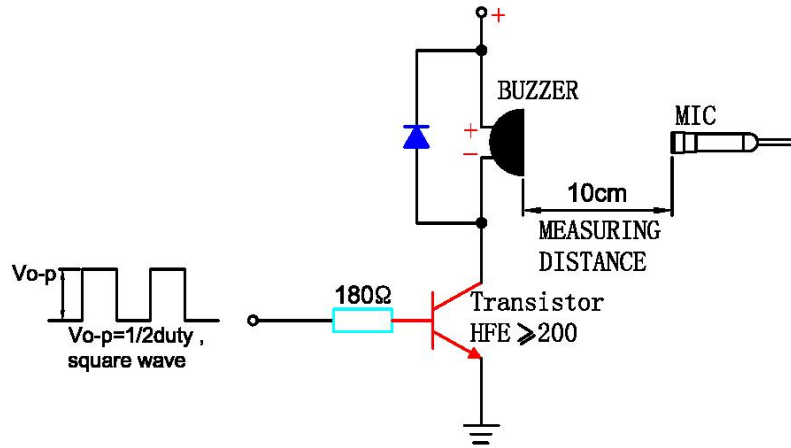 +
BUZZER
+
−
MIC
10cm
MEASURING
DISTANCE
Vo-p
Vo-p=1/2duty ,
square wave
180Ω
Transistor
HFE ⩾200